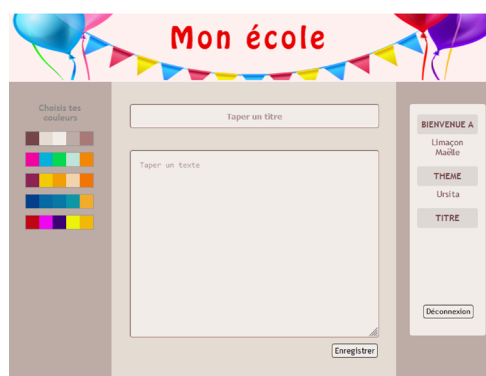 Mon école
Choisis tes
couleurs
Taper un titre
Taper un texte
Enregistrer
BIENVENUE A
Limaçon
Maëlle
THEME
Ursita
TITRE
Déconnexion